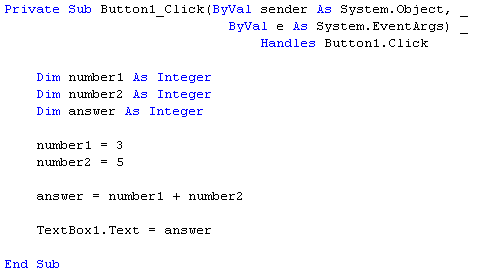 Private Sub Button1_Click(ByVal sender As System.Object, _
ByVal e As System.EventArgs) _
Handles Button1.Click
Dim number1 As Integer
Dim number2 As Integer
Dim answer As Integer
number1 = 3
number2 = 5
answer = number1 + number2
TextBox1.Text = answer
End Sub